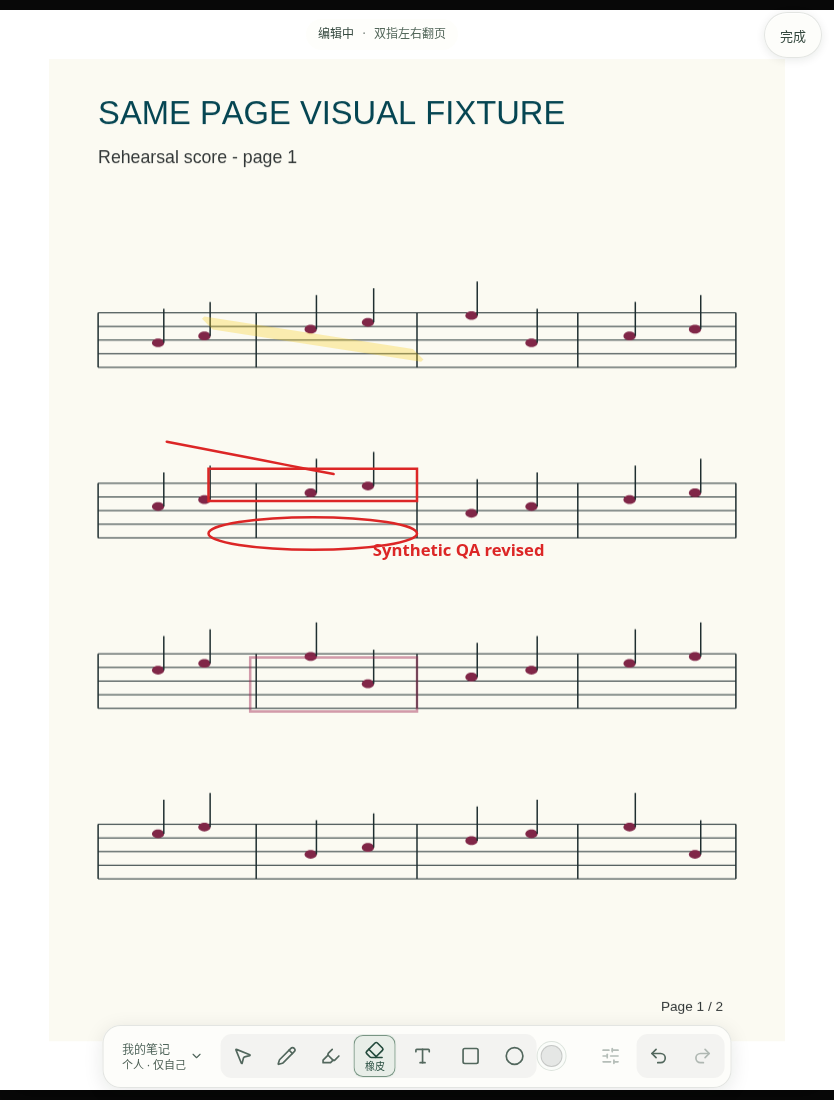 编辑中 · 双指左右翻页
完成
SAME PAGE VISUAL FIXTURE
Rehearsal score - page 1
Synthetic QA revised
Page 1 / 2
我的笔记
个人 · 仅自己
橡皮